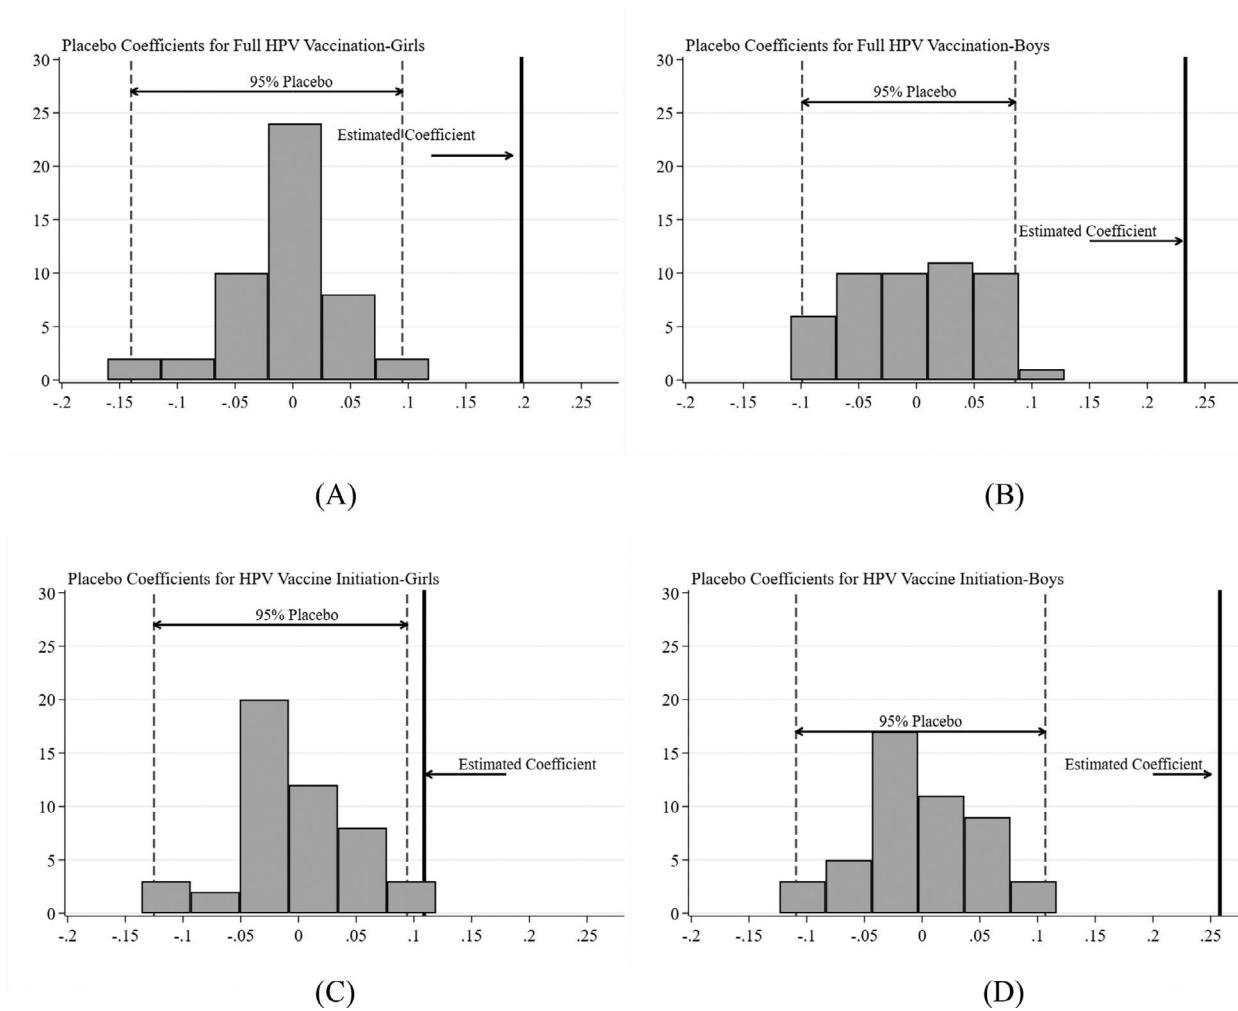 Placebo Coefficients for Full HPV Vaccination-Girls
30
25
20
15
10
5
0
95% Placebo
Estimated Coefficient
-.2 -.15 -.1 -.05 0 .05 .1 .15 .2 .25
(A)
Placebo Coefficients for Full HPV Vaccination-Boys
30
25
20
15
10
5
0
95% Placebo
Estimated Coefficient
-.2 -.15 -.1 -.05 0 .05 .1 .15 .2 .25
(B)
Placebo Coefficients for HPV Vaccine Initiation-Girls
30
25
20
15
10
5
0
95% Placebo
Estimated Coefficient
-.2 -.15 -.1 -.05 0 .05 .1 .15 .2 .25
(C)
Placebo Coefficients for HPV Vaccine Initiation-Boys
30
25
20
15
10
5
0
95% Placebo
Estimated Coefficient
-.2 -.15 -.1 -.05 0 .05 .1 .15 .2 .25
(D)